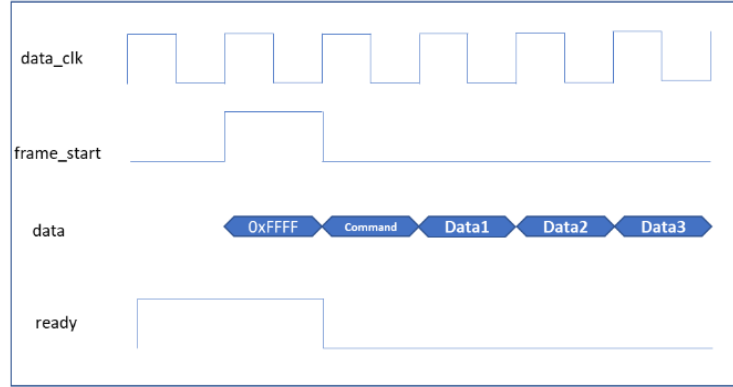 data_clk
frame_start
data
0xFFFF Command Data1 Data2 Data3
ready